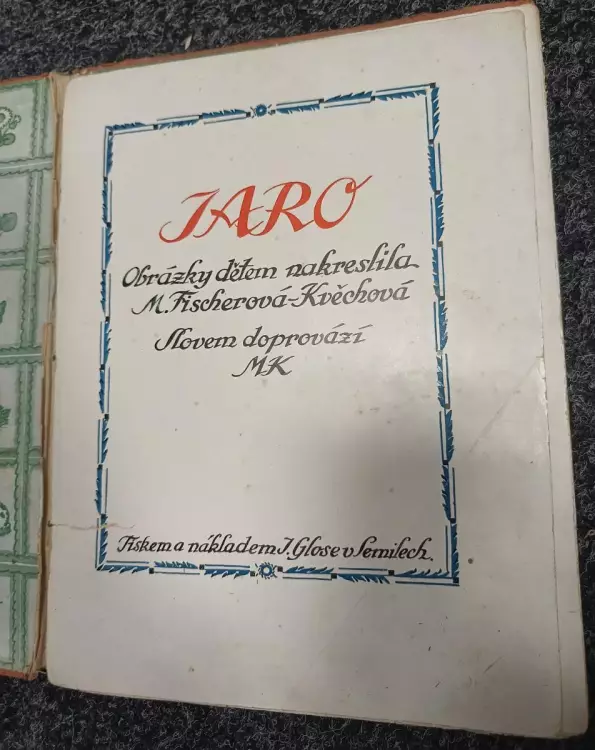 JARO
Obrázky dětem nakreslila
M. Fischerová-Kvěchová
Slovem doprovází
MK
Tiskem a nákladem J. Glose v Semilech.